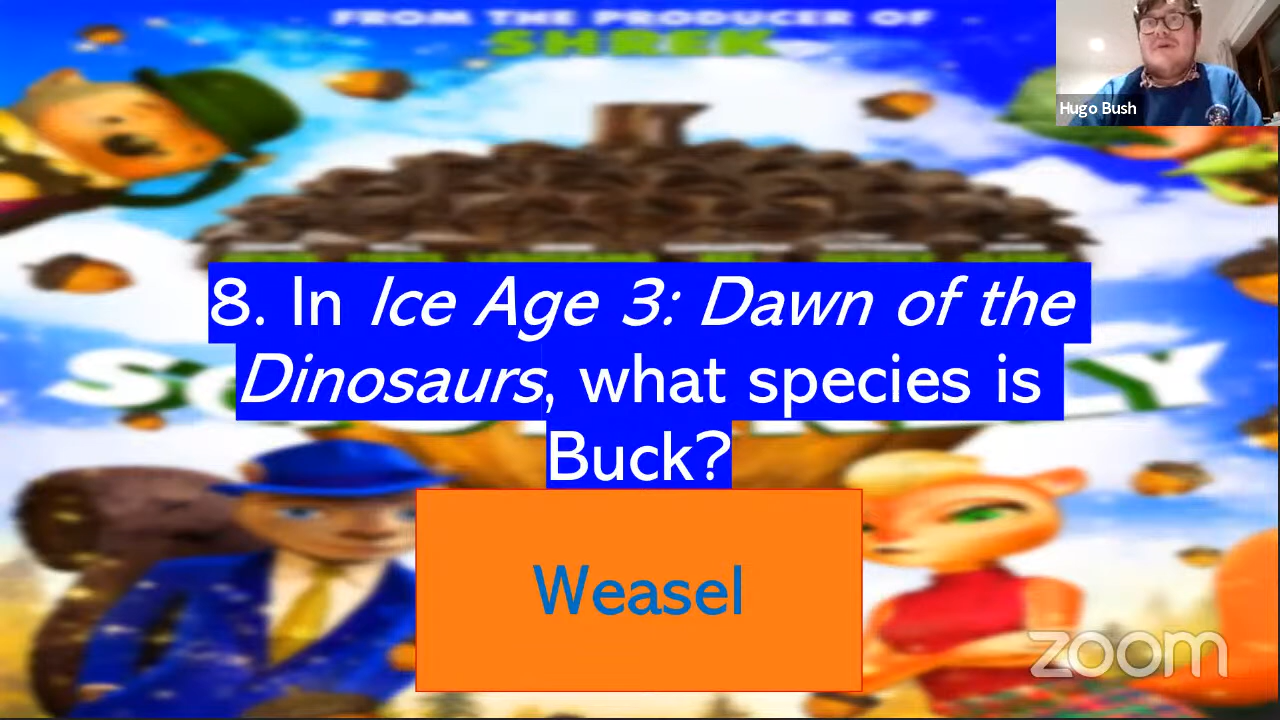 FROM THE PRODUCER OF
SHREK
Hugo Bush
8. In Ice Age 3: Dawn of the
Dinosaurs, what species is
Buck?
Weasel
zoom